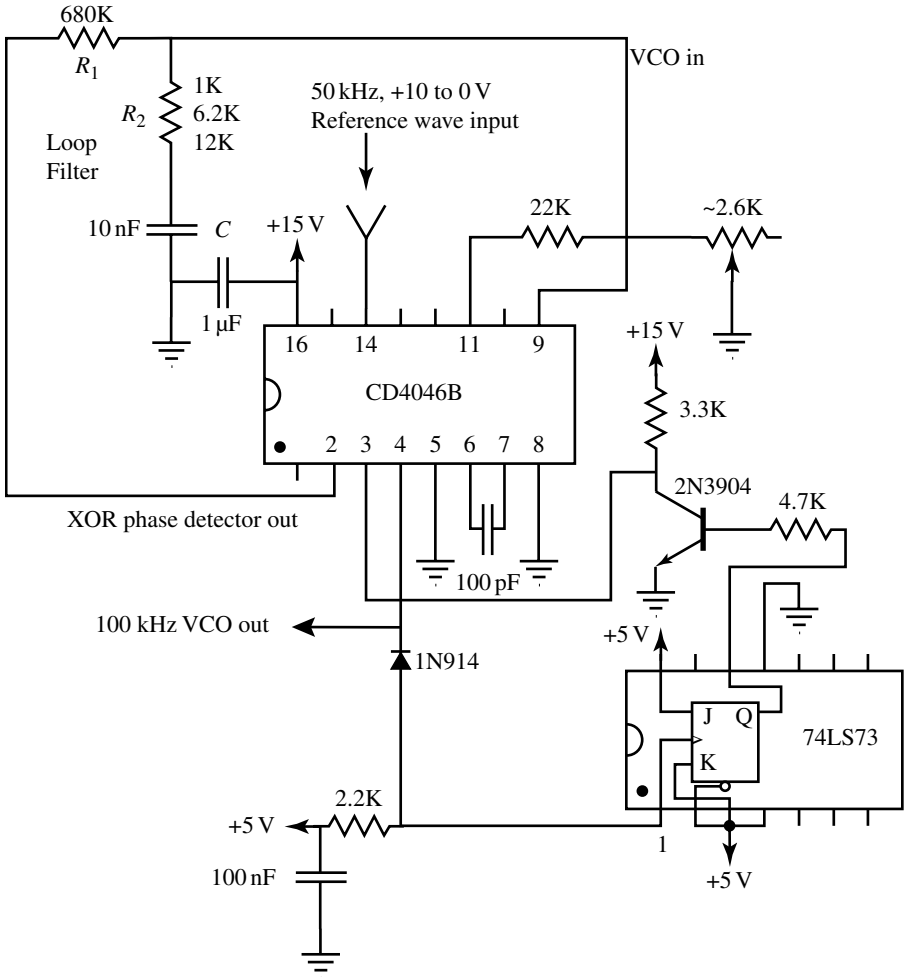 680K
R1
VCO in
1K
6.2K
12K
R2
50 kHz, +10 to 0 V
Reference wave input
Loop
Filter
10 nF
C
+15 V
22K
~2.6K
1 µF
16
14
11
9
+15 V
CD4046B
3.3K
2
3
4
5
6
7
8
2N3904
4.7K
XOR phase detector out
100 pF
100 kHz VCO out
+5 V
1N914
J
Q
74LS73
K
2.2K
+5 V
1
100 nF
+5 V